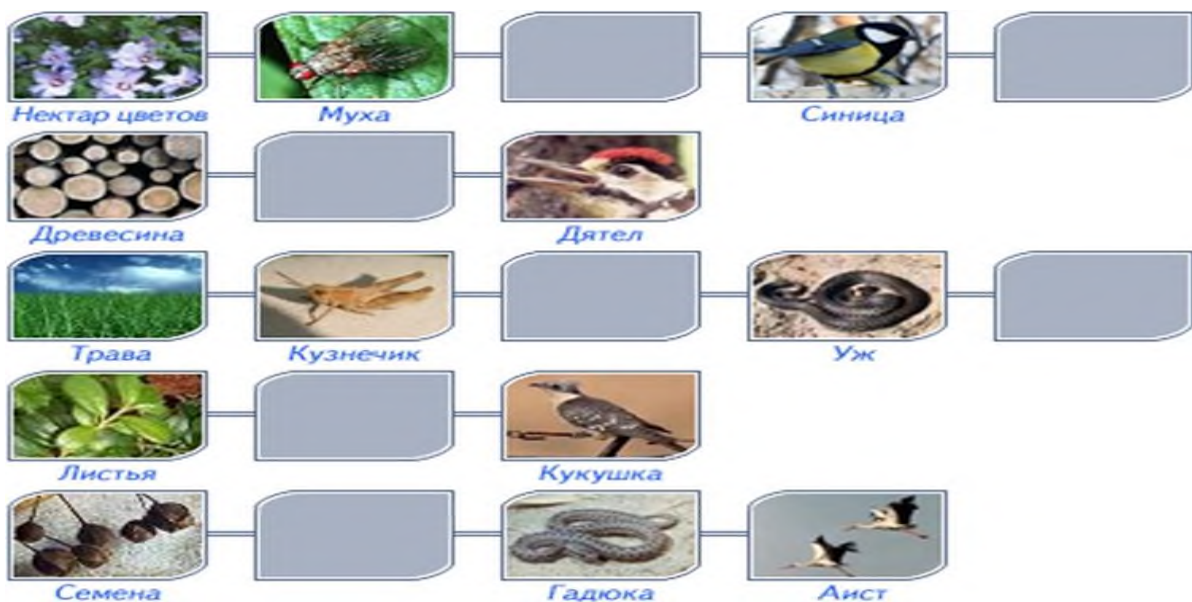 Нектар цветов Муха Синица
Древесина Дятел
Трава Кузнечик Уж
Листья Кукушка
Семена Гадюка Аист